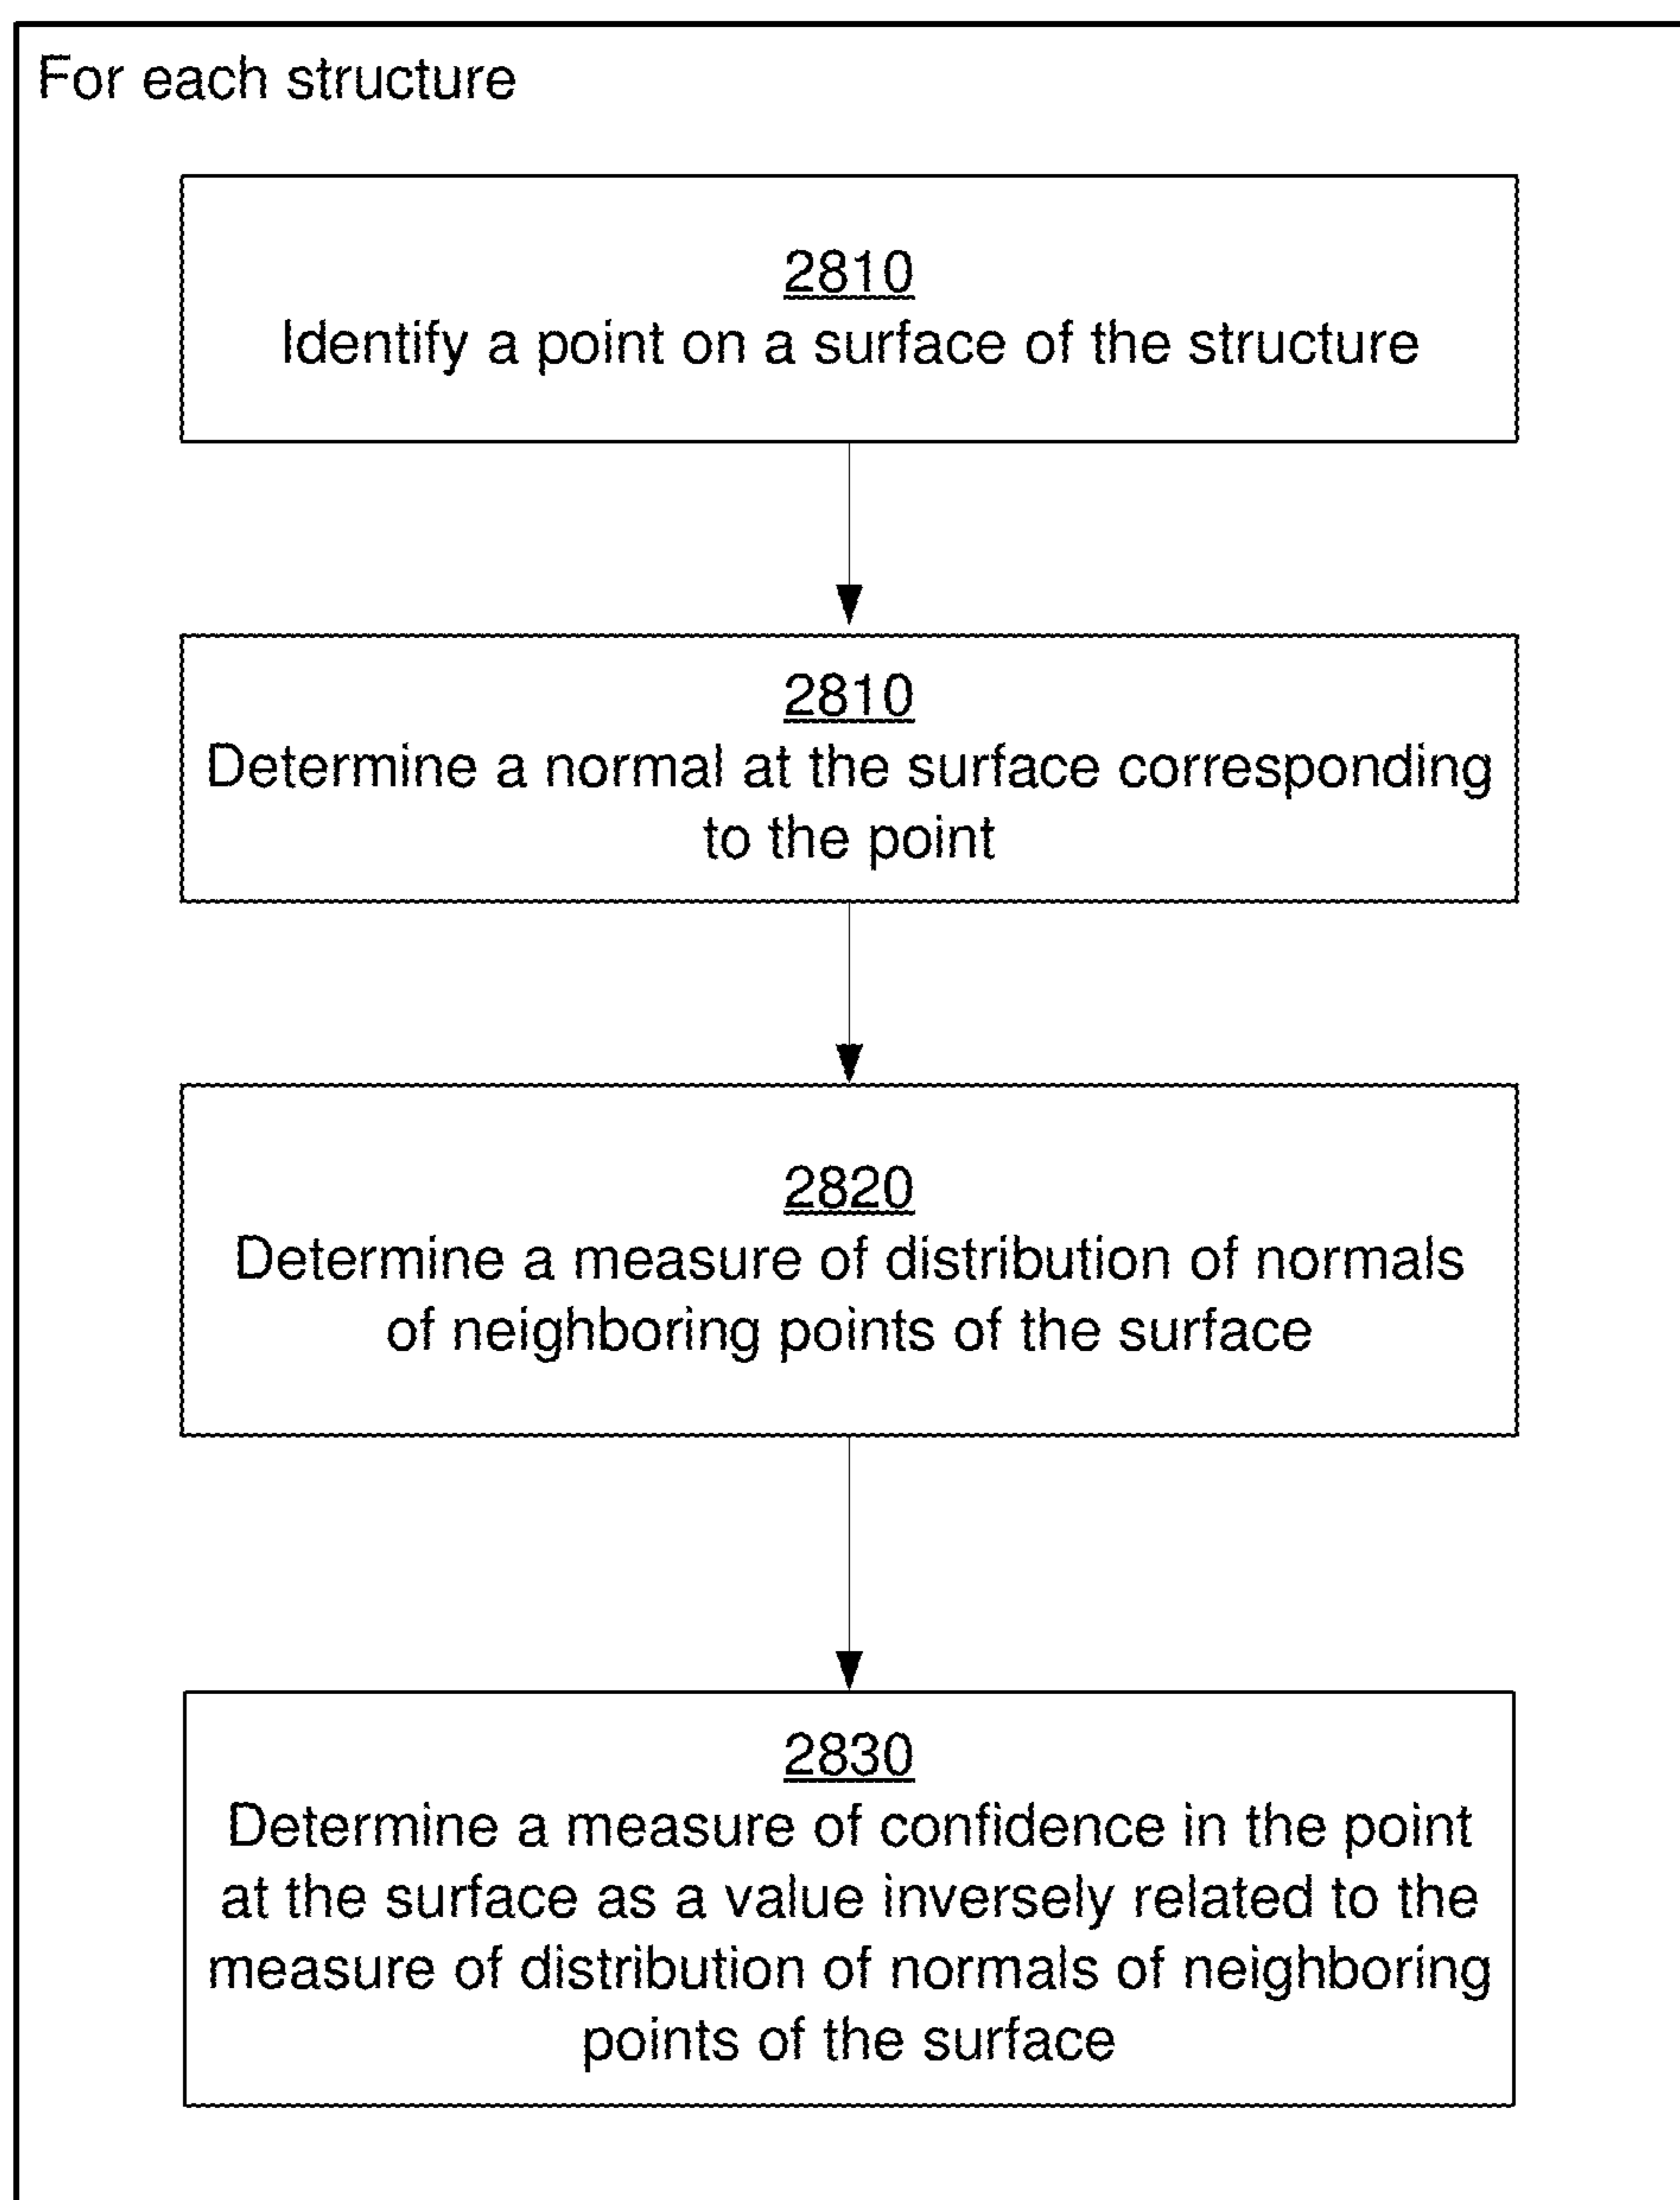 For each structure
2810
Identify a point on a surface of the structure
2810
Determine a normal at the surface corresponding
to the point
2820
Determine a measure of distribution of normals
of neighboring points of the surface
2830
Determine a measure of confidence in the point
at the surface as a value inversely related to the
measure of distribution of normals of neighboring
points of the surface